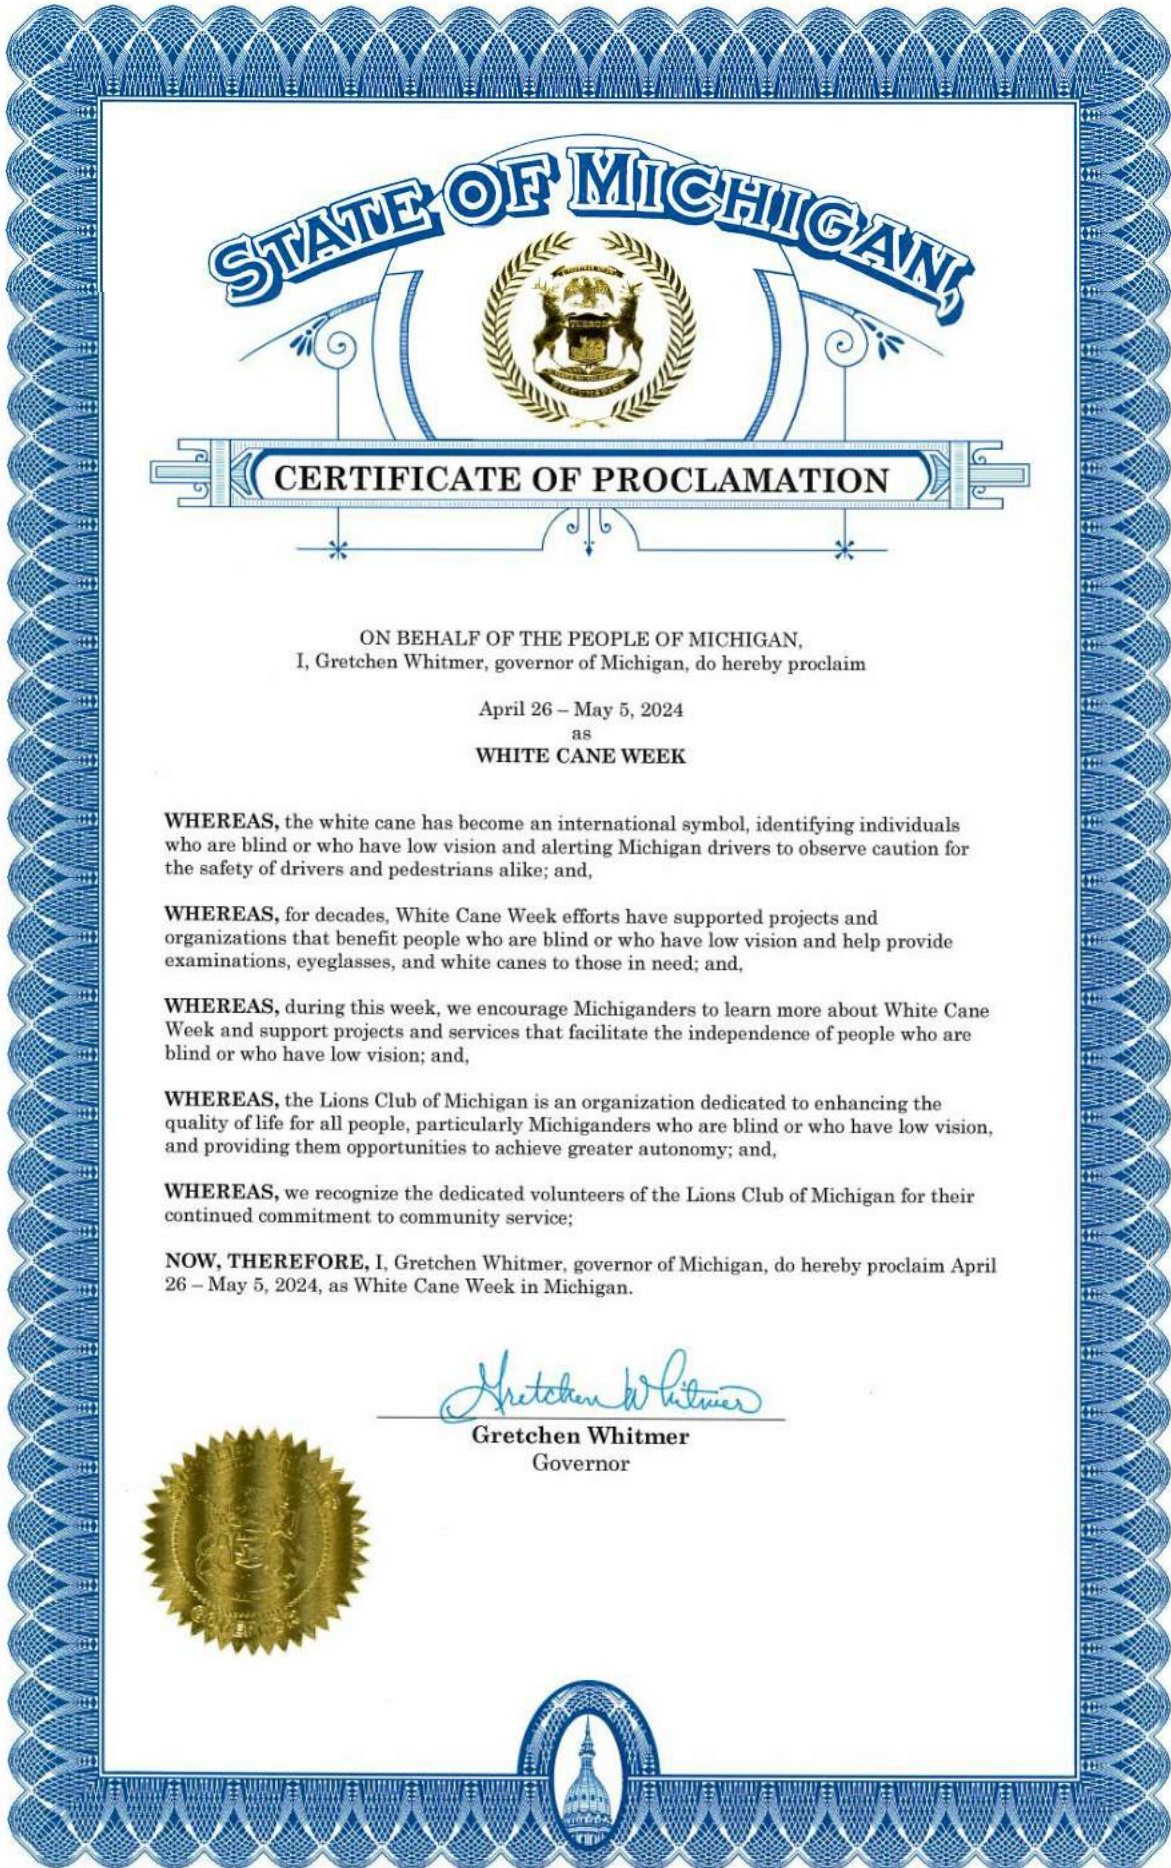 STATE OF MICHIGAN,
CERTIFICATE OF PROCLAMATION
ON BEHALF OF THE PEOPLE OF MICHIGAN,
I, Gretchen Whitmer, governor of Michigan, do hereby proclaim
April 26 – May 5, 2024
as
WHITE CANE WEEK
WHEREAS, the white cane has become an international symbol, identifying individuals
who are blind or who have low vision and alerting Michigan drivers to observe caution for
the safety of drivers and pedestrians alike; and,
WHEREAS, for decades, White Cane Week efforts have supported projects and
organizations that benefit people who are blind or who have low vision and help provide
examinations, eyeglasses, and white canes to those in need; and,
WHEREAS, during this week, we encourage Michiganders to learn more about White Cane
Week and support projects and services that facilitate the independence of people who are
blind or who have low vision; and,
WHEREAS, the Lions Club of Michigan is an organization dedicated to enhancing the
quality of life for all people, particularly Michiganders who are blind or who have low vision,
and providing them opportunities to achieve greater autonomy; and,
WHEREAS, we recognize the dedicated volunteers of the Lions Club of Michigan for their
continued commitment to community service;
NOW, THEREFORE, I, Gretchen Whitmer, governor of Michigan, do hereby proclaim April
26 – May 5, 2024, as White Cane Week in Michigan.
Gretchen Whitmer
Gretchen Whitmer
Governor